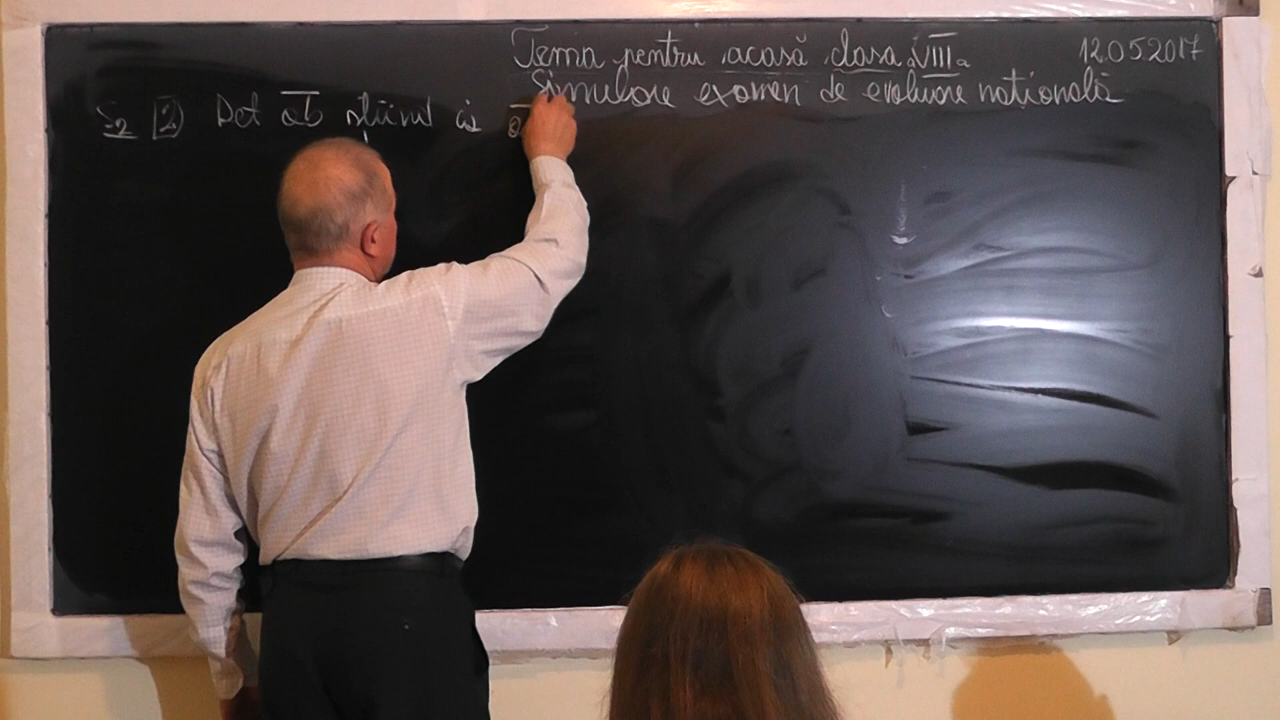 Tema pentru acasă clasa a VIII a 12.05.2017
Simulare examen de evaluare națională
S2 2) Det ab știind că a